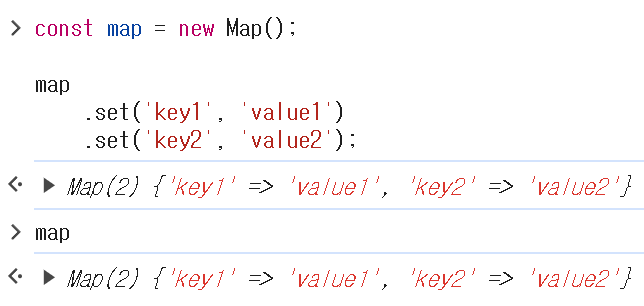 > const map = new Map();
map
.set('key1', 'value1')
.set('key2', 'value2');
Map(2) {'key1' => 'value1', 'key2' => 'value2'}
> map
Map(2) {'key1' => 'value1', 'key2' => 'value2'}